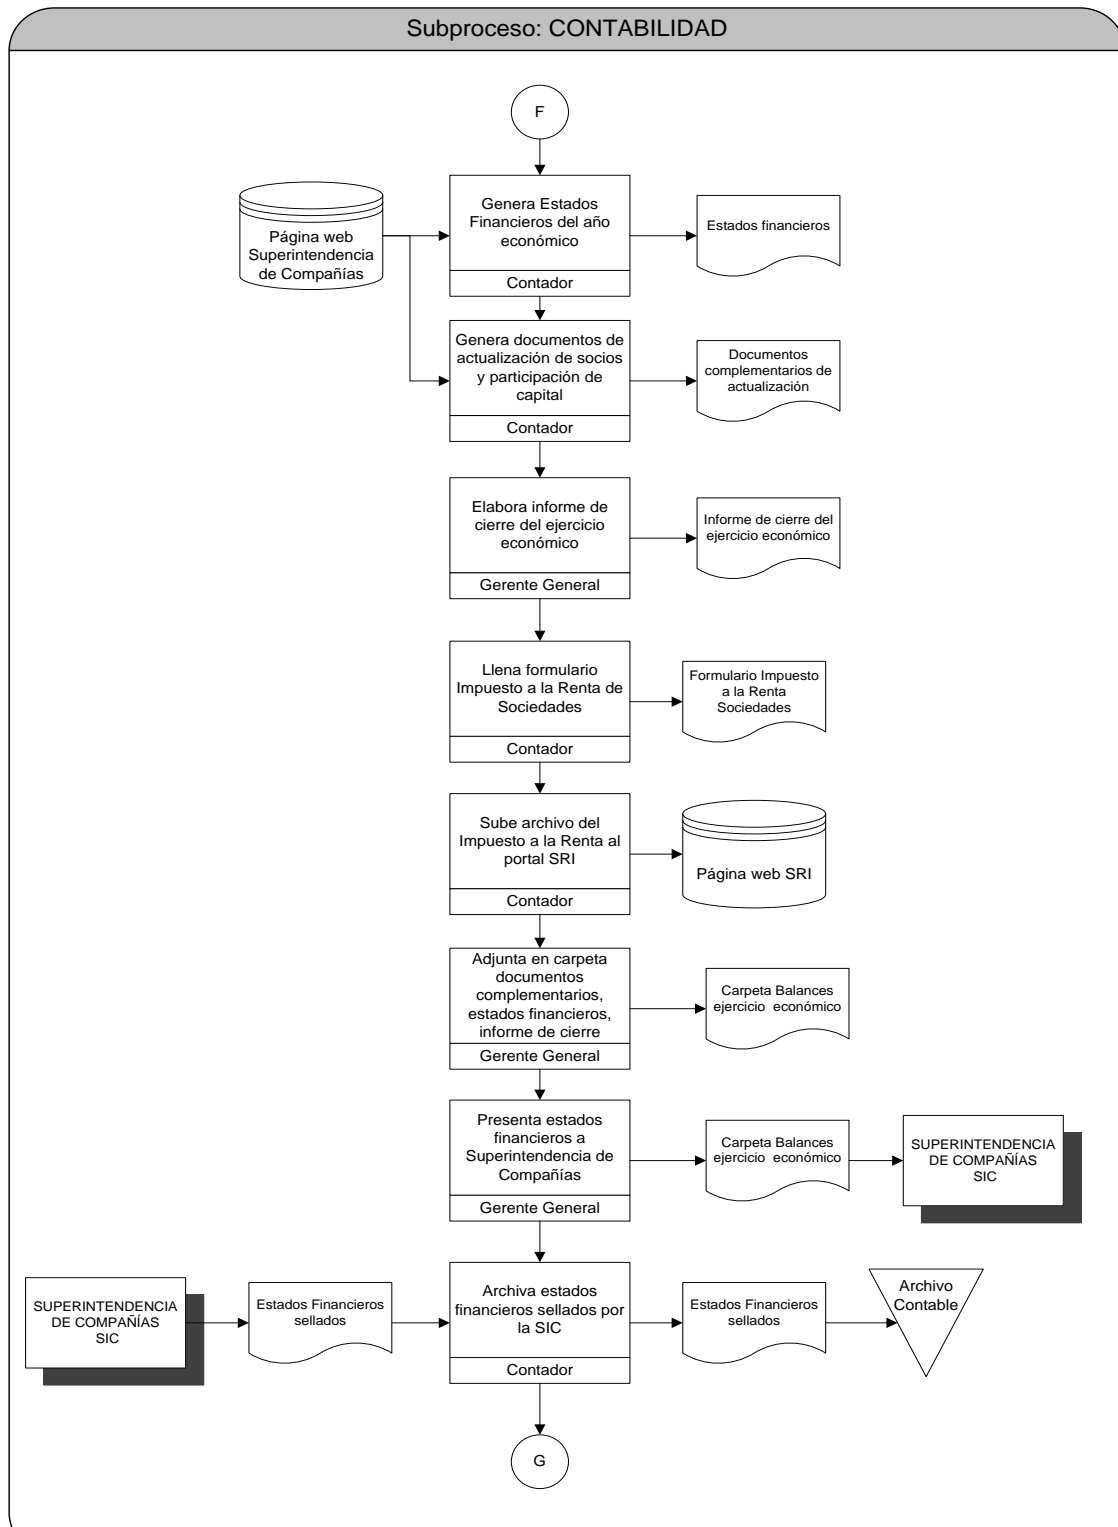 Subproceso: CONTABILIDAD
F
Página web
Superintendencia
de Compañías
Genera Estados
Financieros del año
económico
Contador
Estados financieros
Genera documentos de
actualización de socios
y participación de
capital
Contador
Documentos
complementarios de
actualización
Elabora informe de
cierre del ejercicio
económico
Gerente General
Informe de cierre del
ejercicio económico
Llena formulario
Impuesto a la Renta de
Sociedades
Contador
Formulario Impuesto
a la Renta
Sociedades
Sube archivo del
Impuesto a la Renta al
portal SRI
Contador
Página web SRI
Adjunta en carpeta
documentos
complementarios,
estados financieros,
informe de cierre
Gerente General
Carpeta Balances
ejercicio económico
Presenta estados
financieros a
Superintendencia de
Compañías
Gerente General
Carpeta Balances
ejercicio económico
SUPERINTENDENCIA
DE COMPAÑÍAS
SIC
SUPERINTENDENCIA
DE COMPAÑÍAS
SIC
Estados Financieros
sellados
Archiva estados
financieros sellados por
la SIC
Contador
Estados Financieros
sellados
Archivo
Contable
G